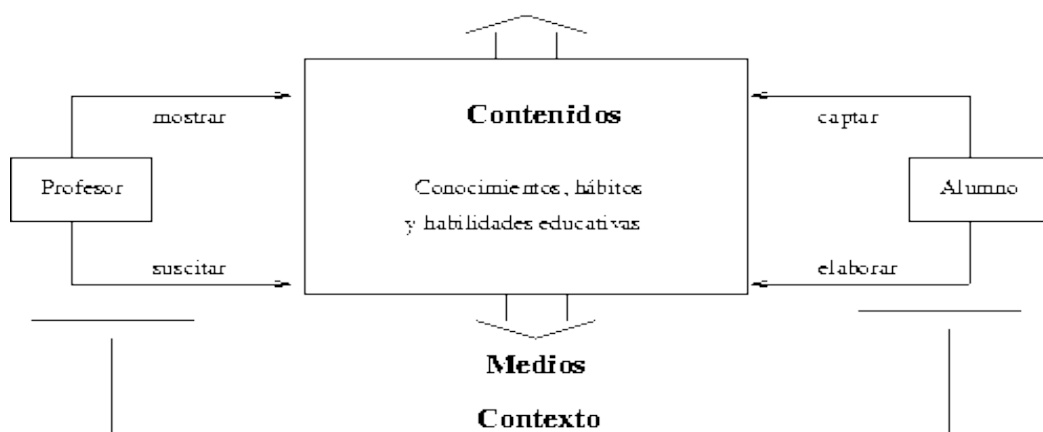 mostrar
Contenidos
captar
Profesor
Conocimientos, hábitos
y habilidades educativas
Alumno
suscitar
elaborar
Medios
Contexto